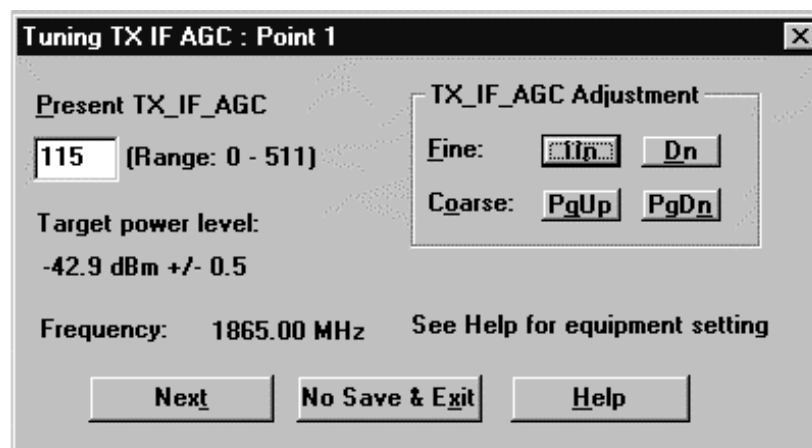 Tuning TX IF AGC : Point 1
Present TX_IF_AGC
115 (Range: 0 - 511)
Target power level:
-42.9 dBm +/- 0.5
Frequency: 1865.00 MHz
TX_IF_AGC Adjustment
Fine: Up Dn
Coarse: PgUp PgDn
See Help for equipment setting
Next No Save & Exit Help